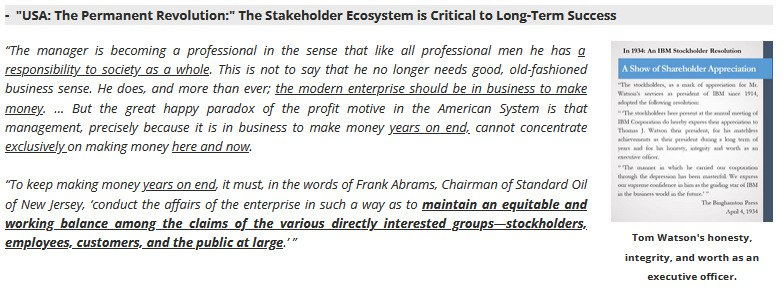 - "USA: The Permanent Revolution:" The Stakeholder Ecosystem is Critical to Long-Term Success
“The manager is becoming a professional in the sense that like all professional men he has a
responsibility to society as a whole. This is not to say that he no longer needs good, old-fashioned
business sense. He does, and more than ever; the modern enterprise should be in business to make
money. ... But the great happy paradox of the profit motive in the American System is that
management, precisely because it is in business to make money years on end, cannot concentrate
exclusively on making money here and now.
“To keep making money years on end, it must, in the words of Frank Abrams, Chairman of Standard Oil
of New Jersey, ‘conduct the affairs of the enterprise in such a way as to maintain an equitable and
working balance among the claims of the various directly interested groups—stockholders,
employees, customers, and the public at large.’ ”
In 1934: An IBM Stockholder Resolution
A Show of Shareholder Appreciation
"The stockholders, as a mark of appreciation for Mr.
Watson's services as president of IBM since 1914,
adopted the following resolution:
"'The stockholders here present at the annual meeting of
IBM Corporation do hereby express their appreciation to
Thomas J. Watson their president, for his matchless
achievements as their president during a long term of
years and for his honesty, integrity and worth as an
executive officer.
"'The manner in which he carried our corporation
through the depression has been masterful. We express
our supreme confidence in him as the guiding star of IBM
in the business world in the future.'"
The Binghamton Press
April 4, 1934
Tom Watson's honesty,
integrity, and worth as an
executive officer.